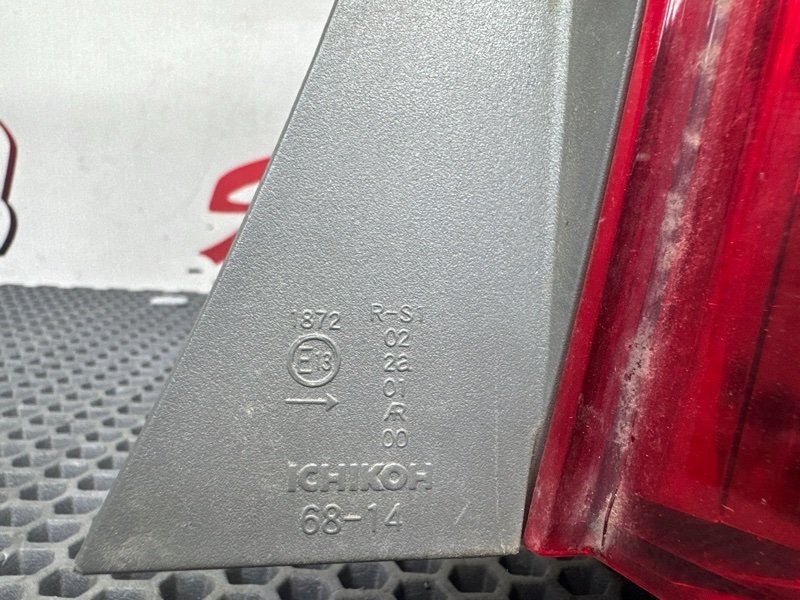 1872
E13
→
R-S1
02
2a
01
AR
00
ICHIKOH
68-14